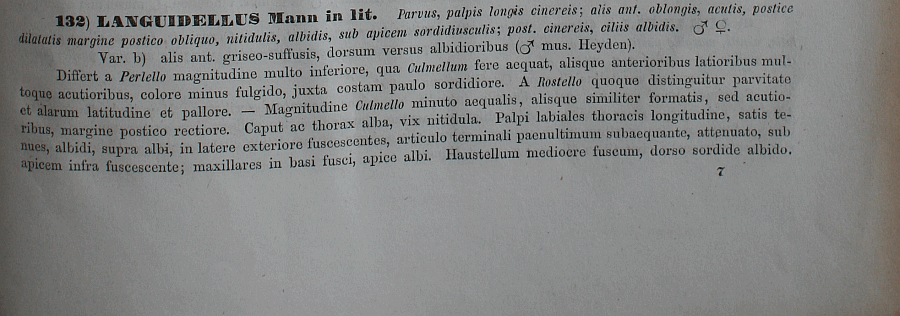 132) LANGUIDELLUS Mann in lit. Parvus, palpis longis cinereis; alis ant. oblongis, acutis, postice
dilatatis margine postico obliquo, nitidulis, albidis, sub apicem sordidiusculis; post. cinereis, ciliis albidis. ♂ ♀.
Var. b) alis ant. griseo-suffusis, dorsum versus albidioribus (♂ mus. Heyden).
Differt a Perlello magnitudine multo inferiore, qua Culmellum fere aequat, alisque anterioribus latioribus mul-
toque acutioribus, colore minus fulgido, juxta costam paulo sordidiore. A Rostello quoque distinguitur parvitate
et alarum latitudine et pallore. — Magnitudine Culmello minuto aequalis, alisque similiter formatis, sed acutio-
ribus, margine postico rectiore. Caput ac thorax alba, vix nitidula. Palpi labiales thoracis longitudine, satis te-
nues, albidi, supra albi, in latere exteriore fuscescentes, articulo terminali paenultimum subaequante, attenuato, sub
apicem infra fuscescente; maxillares in basi fusci, apice albi. Haustellum mediocre fuscum, dorso sordide albido.
7